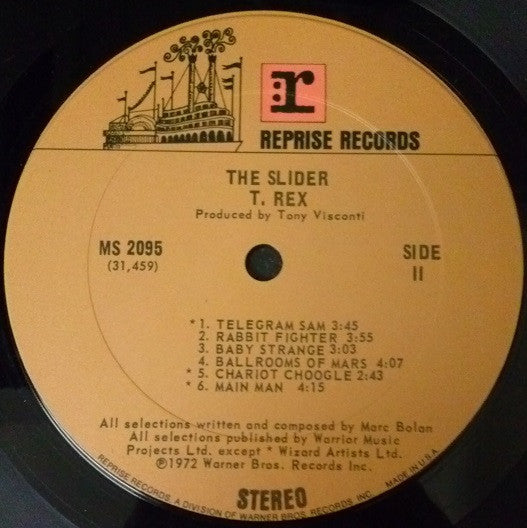 r
REPRISE RECORDS
THE SLIDER
T. REX
Produced by Tony Visconti
MS 2095
(31,459)
SIDE
II
*1. TELEGRAM SAM 3:45
2. RABBIT FIGHTER 3:55
3. BABY STRANGE 3:03
4. BALLROOMS OF MARS 4:07
*5. CHARIOT CHOOGLE 2:43
*6. MAIN MAN 4:15
All selections written and composed by Marc Bolan
All selections published by Warrior Music
Projects Ltd. except * Wizard Artists Ltd.
℗1972 Warner Bros. Records Inc.
REPRISE RECORDS, A DIVISION OF WARNER BROS. RECORDS, INC. MADE IN U.S.A.
STEREO